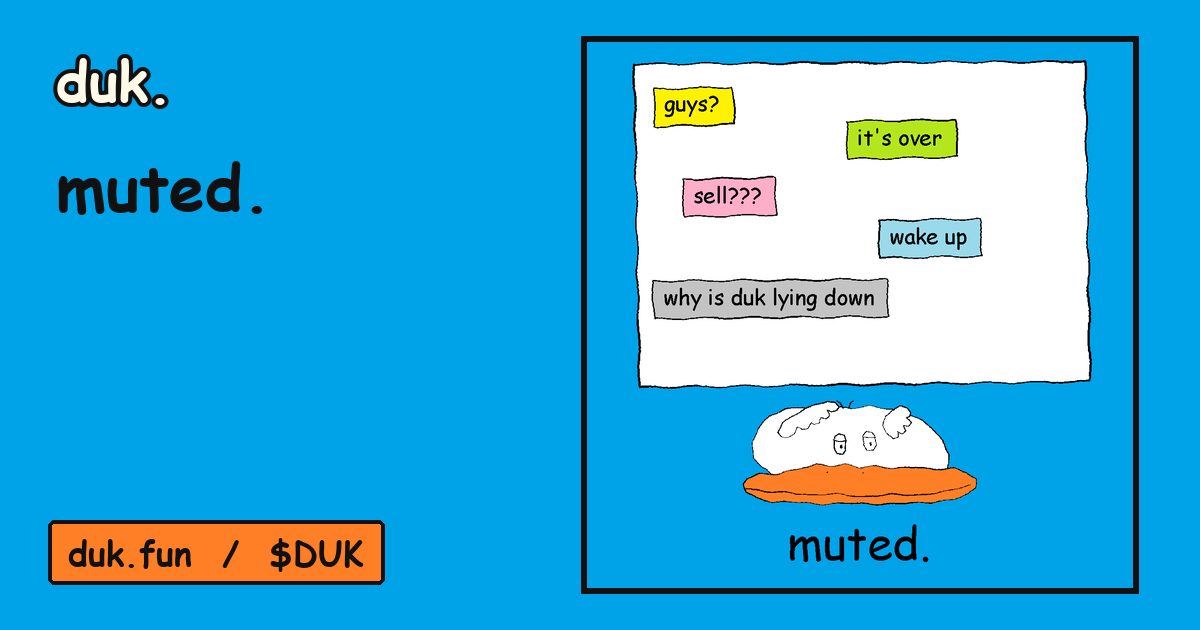 duk.
muted.
duk.fun / $DUK
guys?
it's over
sell???
wake up
why is duk lying down
muted.